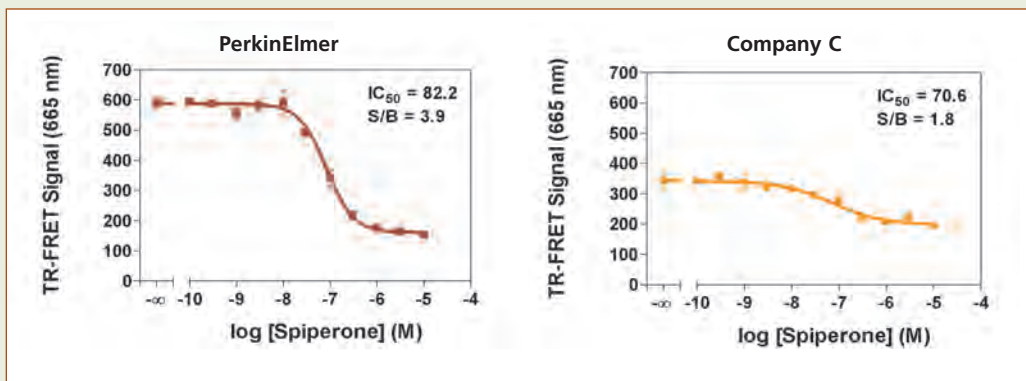 PerkinElmer
TR-FRET Signal (665 nm)
700
600
500
400
300
200
100
0
IC50 = 82.2
S/B = 3.9
-∞ -10 -9 -8 -7 -6 -5 -4
log [Spiperone] (M)
Company C
TR-FRET Signal (665 nm)
700
600
500
400
300
200
100
0
IC50 = 70.6
S/B = 1.8
-∞ -10 -9 -8 -7 -6 -5 -4
log [Spiperone] (M)